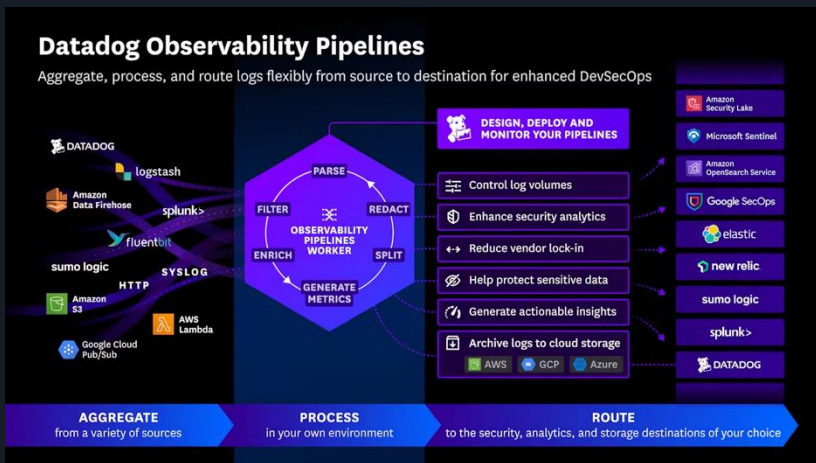 Datadog Observability Pipelines
Aggregate, process, and route logs flexibly from source to destination for enhanced DevSecOps
DATADOG
logstash
Amazon
Data Firehose
splunk>
fluentbit
sumo logic
SYSLOG
HTTP
Amazon
S3
AWS
Lambda
Google Cloud
Pub/Sub
PARSE
FILTER
REDACT
OBSERVABILITY
PIPELINES
WORKER
ENRICH
SPLIT
GENERATE
METRICS
DESIGN, DEPLOY AND
MONITOR YOUR PIPELINES
Control log volumes
Enhance security analytics
Reduce vendor lock-in
Help protect sensitive data
Generate actionable insights
Archive logs to cloud storage
AWS
GCP
Azure
Amazon
Security Lake
Microsoft Sentinel
Amazon
OpenSearch Service
Google SecOps
elastic
new relic
sumo logic
splunk>
DATADOG
AGGREGATE
from a variety of sources
PROCESS
in your own environment
ROUTE
to the security, analytics, and storage destinations of your choice